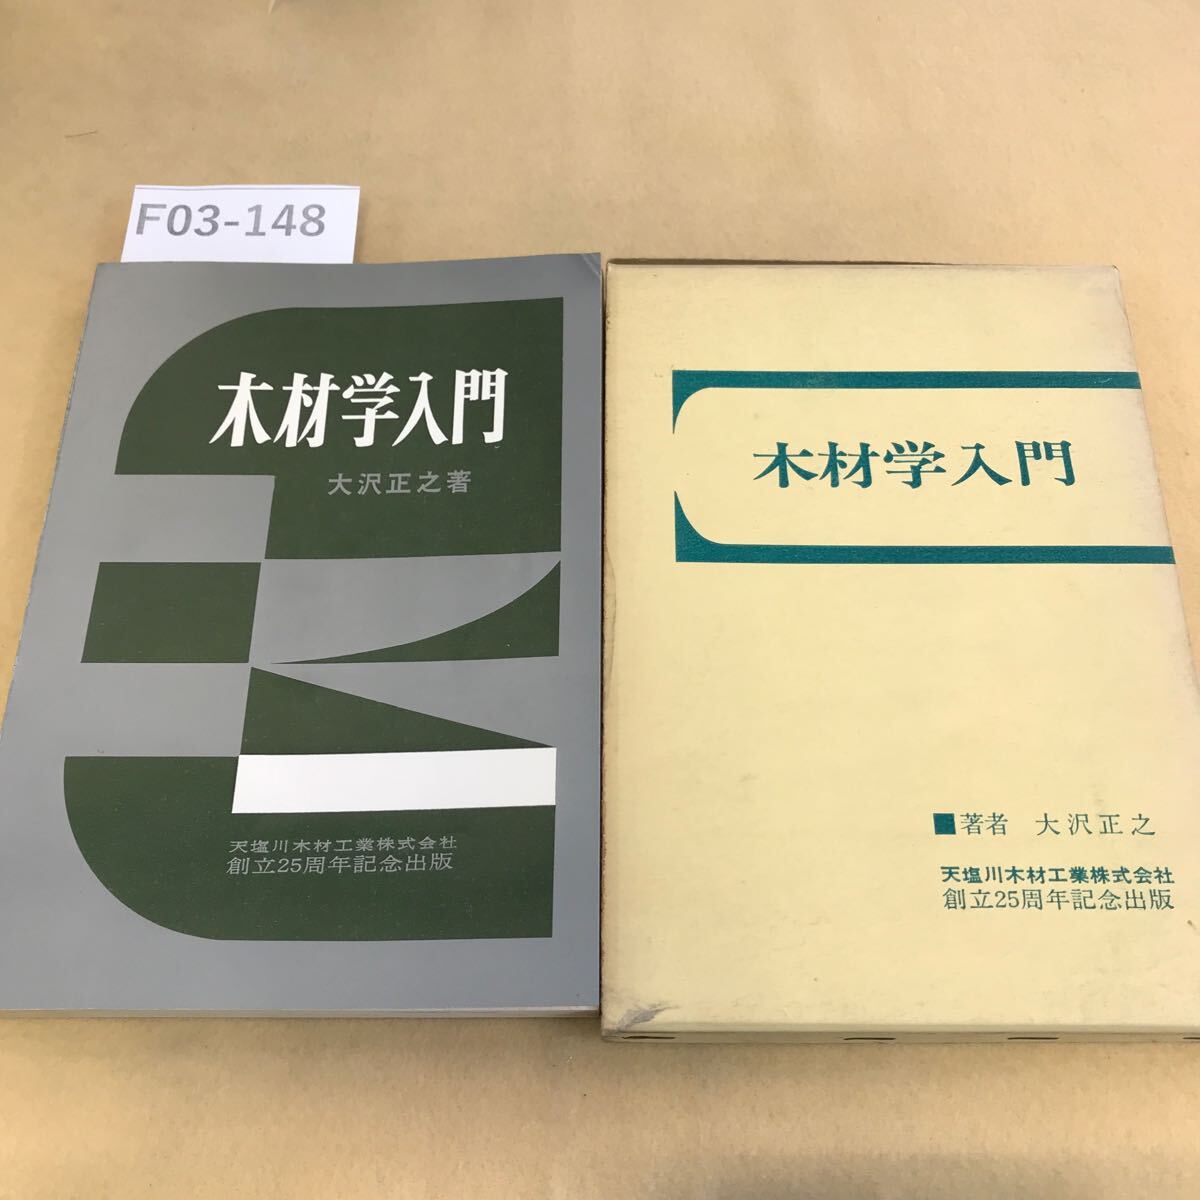 F03-148
木材学入門
大沢正之著
天塩川木材工業株式会社
創立25周年記念出版
木材学入門
著者 大沢正之
天塩川木材工業株式会社
創立25周年記念出版